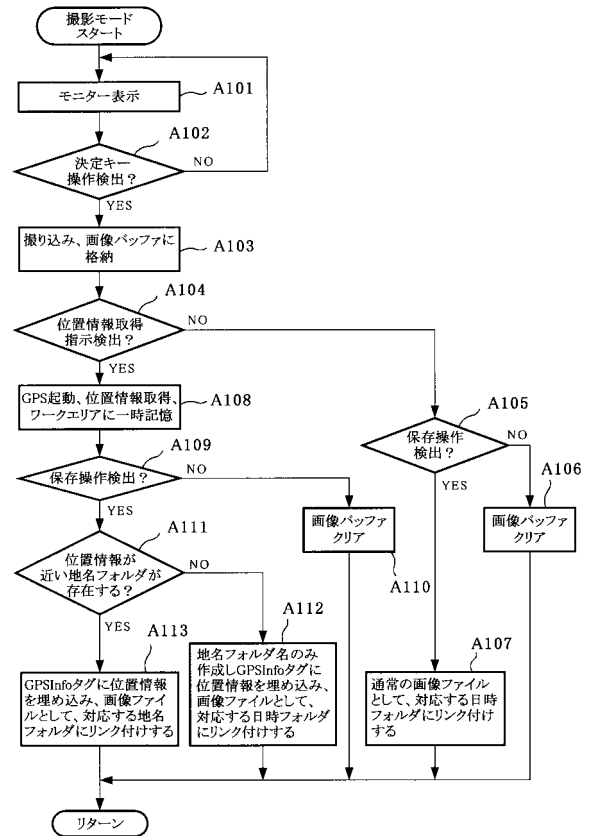 撮影モード
スタート
モニター表示
A101
A102
決定キー
操作検出？
NO
YES
撮り込み、画像バッファに
格納
A103
A104
位置情報取得
指示検出？
NO
YES
GPS起動、位置情報取得、
ワークエリアに一時記憶
A108
A105
保存操作
検出？
NO
YES
A109
保存操作検出？
NO
YES
A106
画像バッファ
クリア
画像バッファ
クリア
A110
A111
位置情報が
近い地名フォルダが
存在する？
NO
YES
A112
地名フォルダ名のみ
作成しGPSInfoタグに
位置情報を埋め込み、
画像ファイルとして、
対応する日時フォルダ
にリンク付けする
A113
GPSInfoタグに位置情報
を埋め込み、画像ファイ
ルとして、対応する地名
フォルダにリンク付けする
A107
通常の画像ファイル
として、対応する日時
フォルダにリンク付け
する
リターン